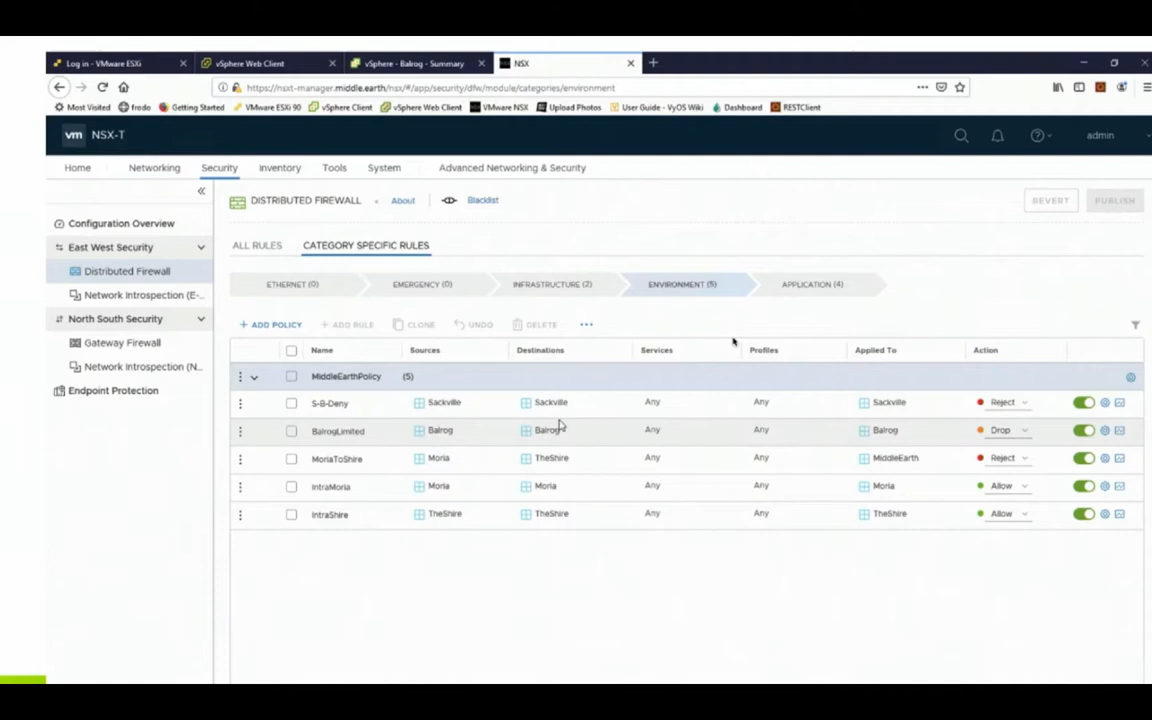 Log in - VMware ESXi
vSphere Web Client
vSphere - Balrog - Summary
NSX
https://nsxt-manager.middle.earth/nsx/#/app/security/dfw/module/categories/environment
Most Visited frodo Getting Started VMware ESXi 90 vSphere Client vSphere Web Client VMware NSX Upload Photos User Guide - VyOS Wiki Dashboard RESTClient
vm NSX-T
admin
Home Networking Security Inventory Tools System Advanced Networking & Security
Configuration Overview
East West Security
Distributed Firewall
Network Introspection (E-...
North South Security
Gateway Firewall
Network Introspection (N...
Endpoint Protection
DISTRIBUTED FIREWALL About Blacklist
REVERT PUBLISH
ALL RULES CATEGORY SPECIFIC RULES
ETHERNET (0) EMERGENCY (0) INFRASTRUCTURE (2) ENVIRONMENT (5) APPLICATION (4)
+ ADD POLICY + ADD RULE CLONE UNDO DELETE ...
Name Sources Destinations Services Profiles Applied To Action
MiddleEarthPolicy (5)
S-B-Deny Sackville Sackville Any Any Sackville Reject
BalrogLimited Balrog Balrog Any Any Balrog Drop
MoriaToShire Moria TheShire Any Any MiddleEarth Reject
IntraMoria Moria Moria Any Any Moria Allow
IntraShire TheShire TheShire Any Any TheShire Allow